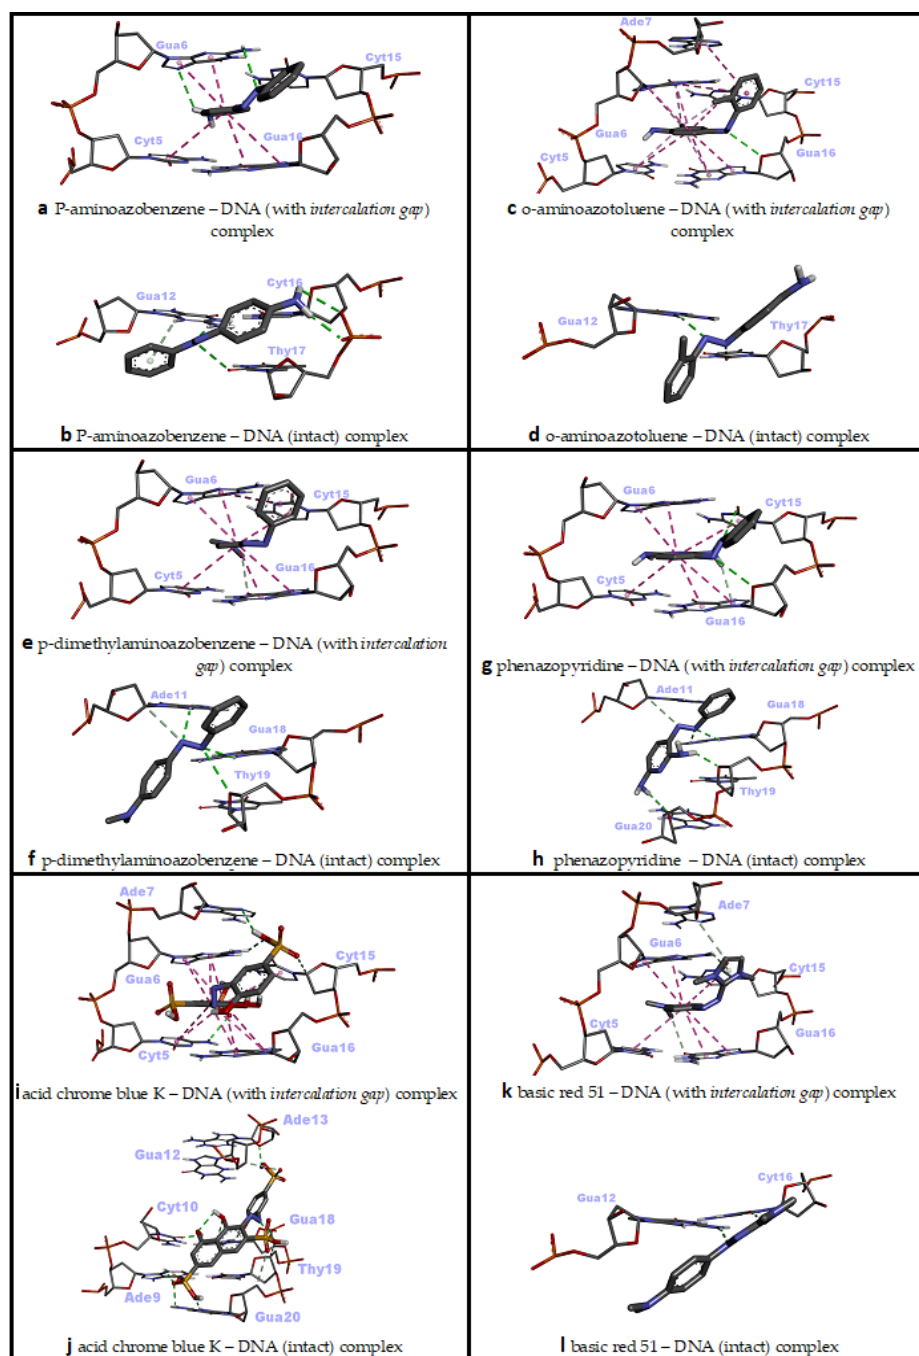 Gua6
Cyt15
Cyt5
Gua16
a P-aminoazobenzene – DNA (with intercalation gap)
complex
Cyt16
Gua12
Thy17
b P-aminoazobenzene – DNA (intact) complex
Ade7
Cyt15
Gua6
Cyt5
Gua16
c o-aminoazotoluene – DNA (with intercalation gap)
complex
Gua12
Thy17
d o-aminoazotoluene – DNA (intact) complex
Gua6
Cyt15
Cyt5
Gua16
e p-dimethylaminoazobenzene – DNA (with intercalation
gap) complex
Ade11
Gua18
Thy19
f p-dimethylaminoazobenzene – DNA (intact) complex
Gua6
Cyt15
Cyt5
Gua16
g phenazopyridine – DNA (with intercalation gap) complex
Ade11
Gua18
Thy19
Gua20
h phenazopyridine – DNA (intact) complex
Ade7
Gua6
Cyt15
Cyt5
Gua16
i acid chrome blue K – DNA (with intercalation gap) complex
Ade13
Gua12
Cyt10
Gua18
Thy19
Ade9
Gua20
j acid chrome blue K – DNA (intact) complex
Ade7
Gua6
Cyt15
Cyt5
Gua16
k basic red 51 – DNA (with intercalation gap) complex
Cyt16
Gua12
l basic red 51 – DNA (intact) complex